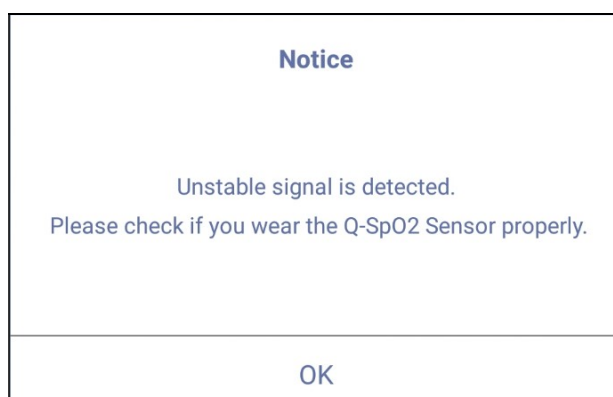 Notice
Unstable signal is detected.
Please check if you wear the Q-SpO2 Sensor properly.
OK